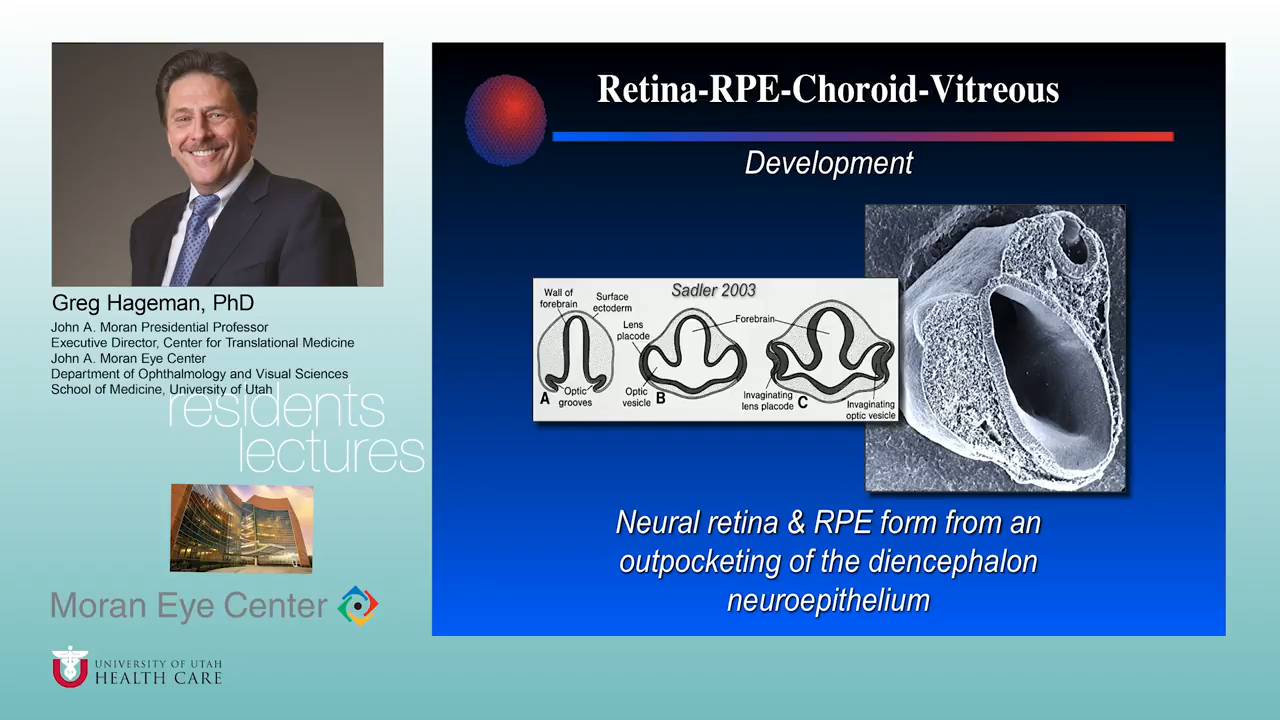 Greg Hageman, PhD
John A. Moran Presidential Professor
Executive Director, Center for Translational Medicine
John A. Moran Eye Center
Department of Ophthalmology and Visual Sciences
School of Medicine, University of Utah
residents
lectures
Moran Eye Center
UNIVERSITY OF UTAH
HEALTH CARE
Retina-RPE-Choroid-Vitreous
Development
Sadler 2003
Wall of
forebrain
Surface
ectoderm
Lens
placode
Forebrain
Optic
grooves
A
Optic
vesicle
B
Invaginating
lens placode
C
Invaginating
optic vesicle
Neural retina & RPE form from an
outpocketing of the diencephalon
neuroepithelium